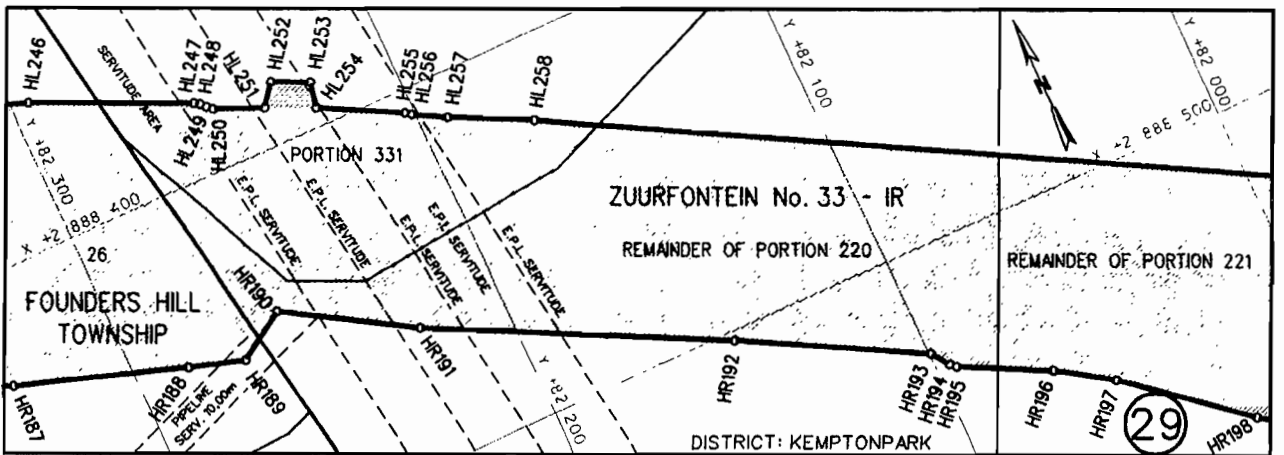 HL246
HL247
HL248
HL249
HL250
HL251
HL252
HL253
HL254
HL255
HL256
HL257
HL258
SERVITUDE AREA
Y +82 300
X +2 888 400
26
FOUNDERS HILL
TOWNSHIP
PORTION 331
E.P.L. SERVITUDE
E.P.L. SERVITUDE
E.P.L. SERVITUDE
E.P.L. SERVITUDE
E.P.L. SERVITUDE
Y +82 200
Y +82 100
Y +82 000
X +2 888 500
N
ZUURFONTEIN No. 33 - IR
REMAINDER OF PORTION 220
REMAINDER OF PORTION 221
HR187
HR188
HR189
HR190
HR191
HR192
HR193
HR194
HR195
HR196
HR197
HR198
PIPELINE
SERV. 10,00m
DISTRICT: KEMPTONPARK
29